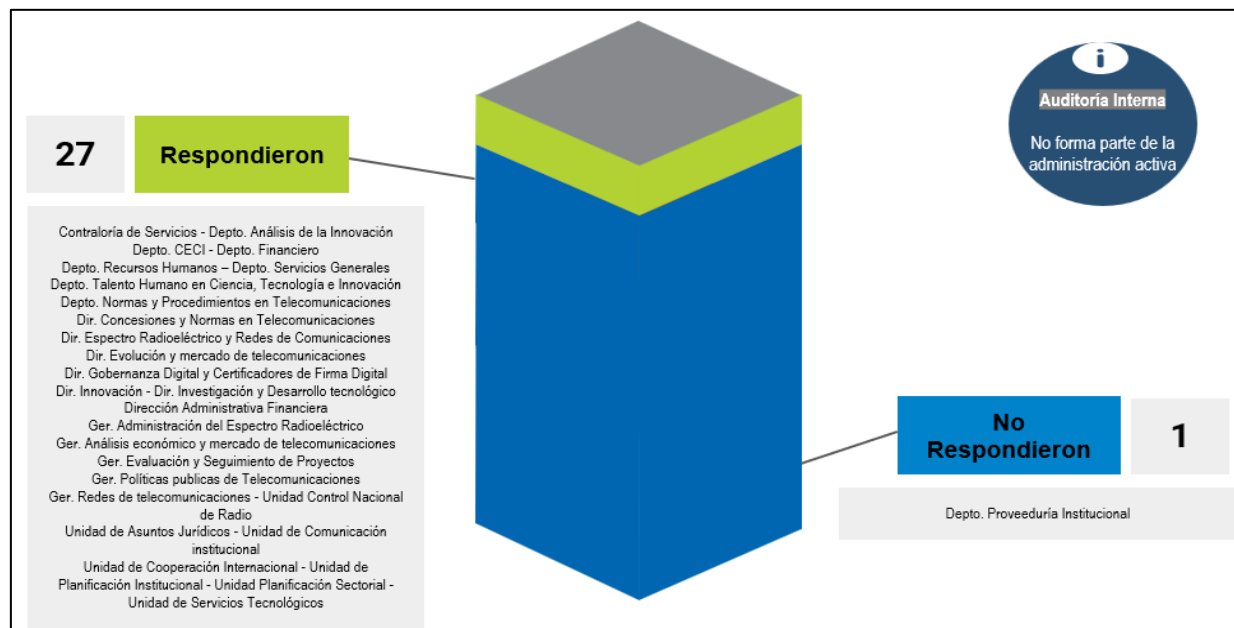 27
Respondieron
Contraloría de Servicios - Depto. Análisis de la Innovación
Depto. CECI - Depto. Financiero
Depto. Recursos Humanos – Depto. Servicios Generales
Depto. Talento Humano en Ciencia, Tecnología e Innovación
Depto. Normas y Procedimientos en Telecomunicaciones
Dir. Concesiones y Normas en Telecomunicaciones
Dir. Espectro Radioeléctrico y Redes de Comunicaciones
Dir. Evolución y mercado de telecomunicaciones
Dir. Gobernanza Digital y Certificadores de Firma Digital
Dir. Innovación - Dir. Investigación y Desarrollo tecnológico
Dirección Administrativa Financiera
Ger. Administración del Espectro Radioeléctrico
Ger. Análisis económico y mercado de telecomunicaciones
Ger. Evaluación y Seguimiento de Proyectos
Ger. Políticas publicas de Telecomunicaciones
Ger. Redes de telecomunicaciones - Unidad Control Nacional
de Radio
Unidad de Asuntos Jurídicos - Unidad de Comunicación
institucional
Unidad de Cooperación Internacional - Unidad de
Planificación Institucional - Unidad Planificación Sectorial -
Unidad de Servicios Tecnológicos
i
Auditoría Interna
No forma parte de la
administración activa
No
Respondieron
1
Depto. Proveeduría Institucional